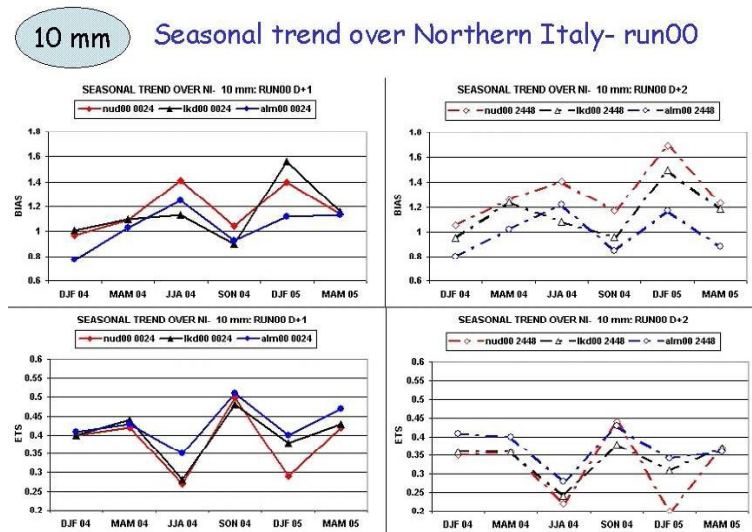 10 mm
Seasonal trend over Northern Italy- run00
SEASONAL TREND OVER NI- 10 mm: RUN00 D+1
nud00 0024 lkd00 0024 alm00 0024
BIAS
1.8
1.6
1.4
1.2
1
0.8
0.6
DJF 04 MAM 04 JJA 04 SON 04 DJF 05 MAM 05
SEASONAL TREND OVER NI- 10 mm: RUN00 D+2
nud00 2448 lkd00 2448 alm00 2448
BIAS
1.8
1.6
1.4
1.2
1
0.8
0.6
DJF 04 MAM 04 JJA 04 SON 04 DJF 05 MAM 05
SEASONAL TREND OVER NI- 10 mm: RUN00 D+1
nud00 0024 lkd00 0024 alm00 0024
ETS
0.6
0.55
0.5
0.45
0.4
0.35
0.3
0.25
0.2
DJF 04 MAM 04 JJA 04 SON 04 DJF 05 MAM 05
SEASONAL TREND OVER NI- 10 mm: RUN00 D+2
nud00 2448 lkd00 2448 alm00 2448
ETS
0.6
0.55
0.5
0.45
0.4
0.35
0.3
0.25
0.2
DJF 04 MAM 04 JJA 04 SON 04 DJF 05 MAM 05